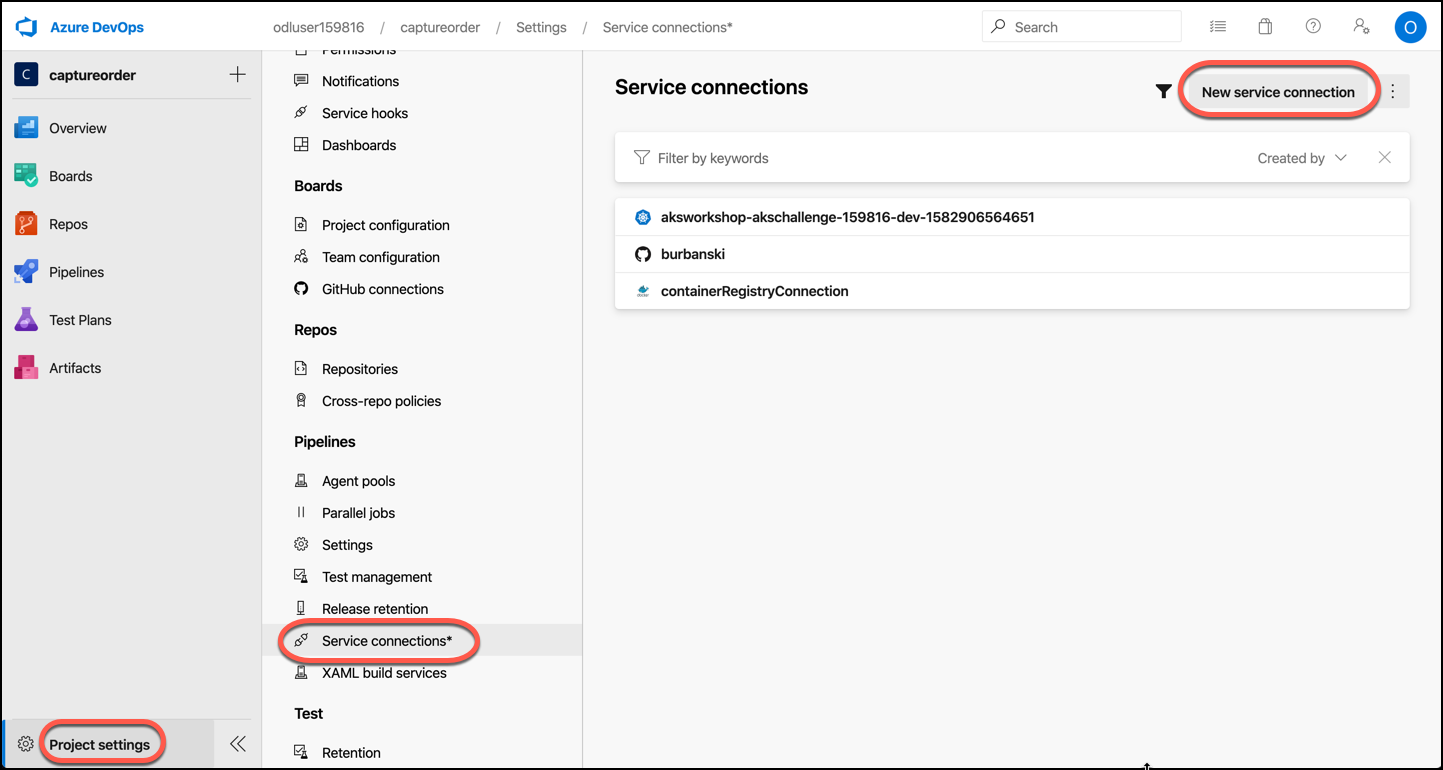 Azure DevOps
odluser159816 / captureorder / Settings / Service connections*
Search
O
C captureorder
Overview
Boards
Repos
Pipelines
Test Plans
Artifacts
Project settings
Permissions
Notifications
Service hooks
Dashboards
Boards
Project configuration
Team configuration
GitHub connections
Repos
Repositories
Cross-repo policies
Pipelines
Agent pools
Parallel jobs
Settings
Test management
Release retention
Service connections*
XAML build services
Test
Retention
Service connections
New service connection
Filter by keywords
Created by
aksworkshop-akschallenge-159816-dev-1582906564651
burbanski
containerRegistryConnection